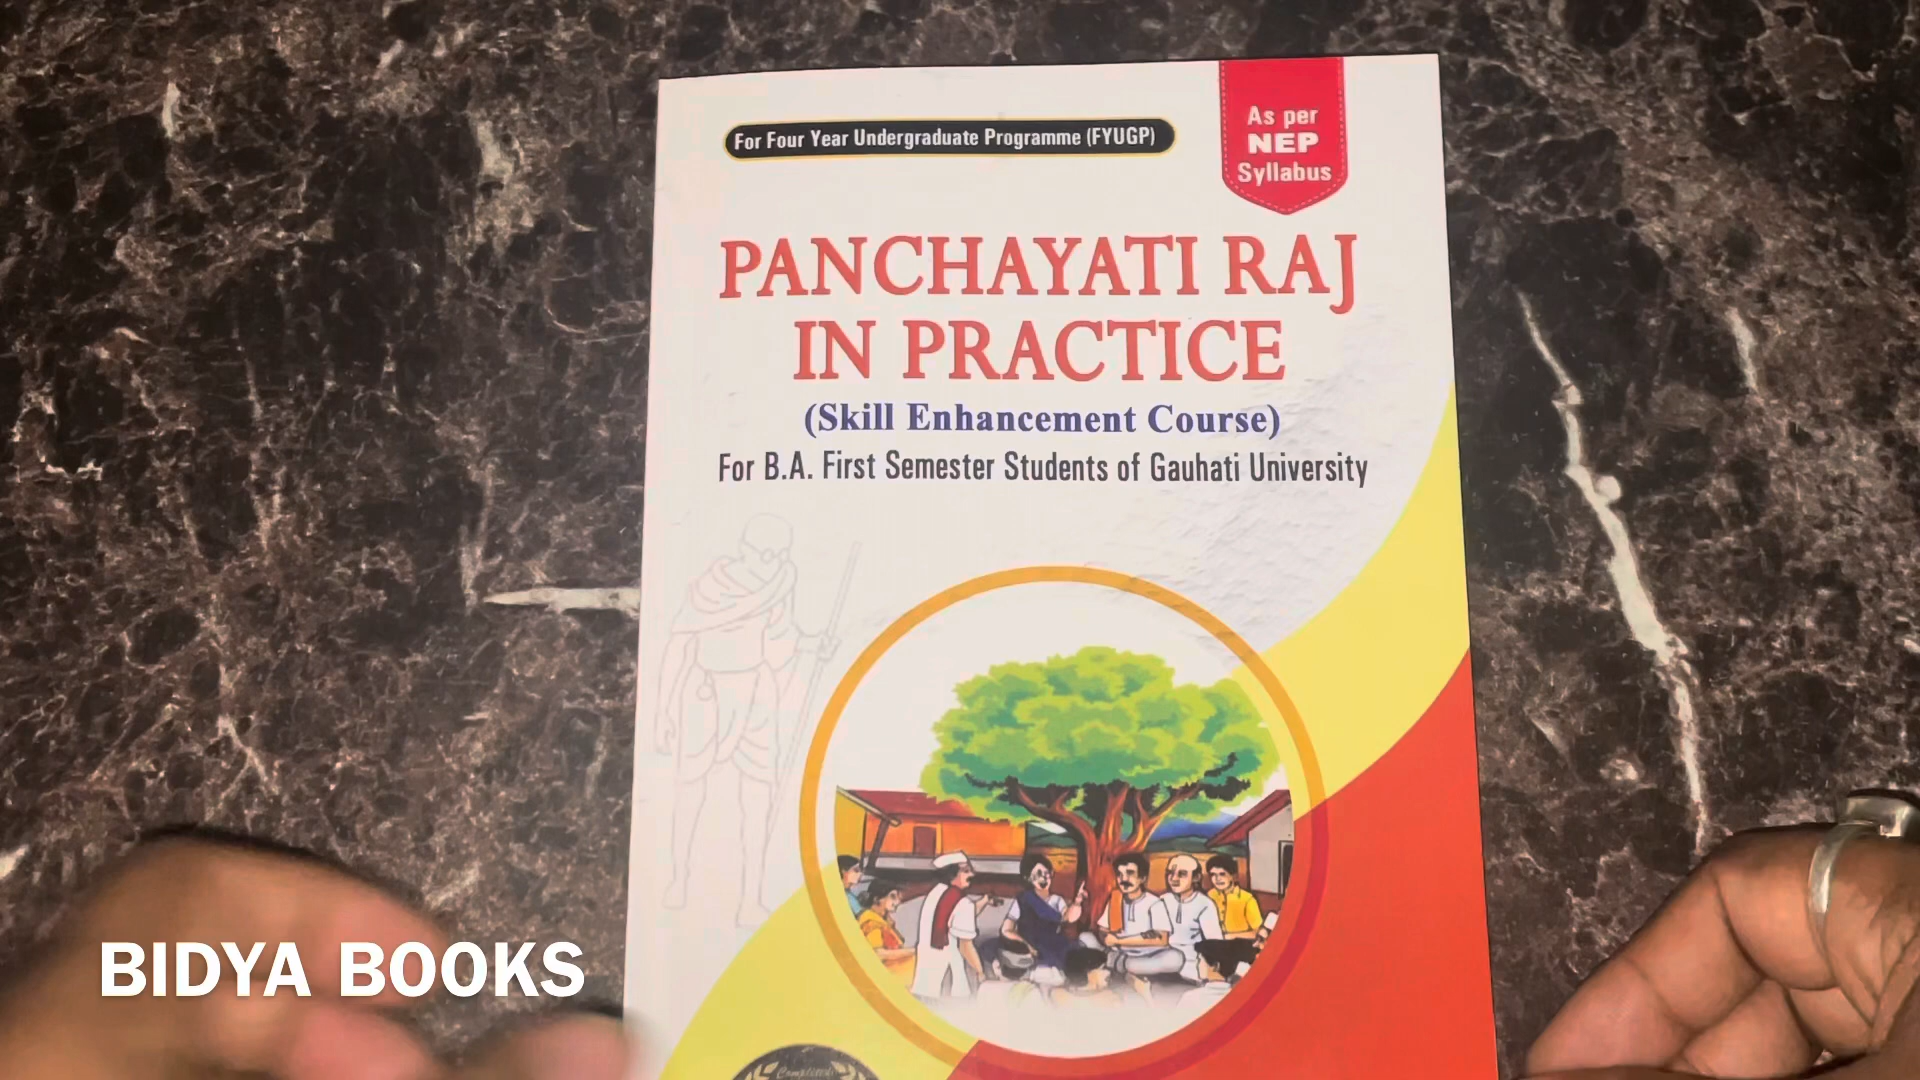 For Four Year Undergraduate Programme (FYUGP)
As per
NEP
Syllabus
PANCHAYATI RAJ
IN PRACTICE
(Skill Enhancement Course)
For B.A. First Semester Students of Gauhati University
BIDYA BOOKS